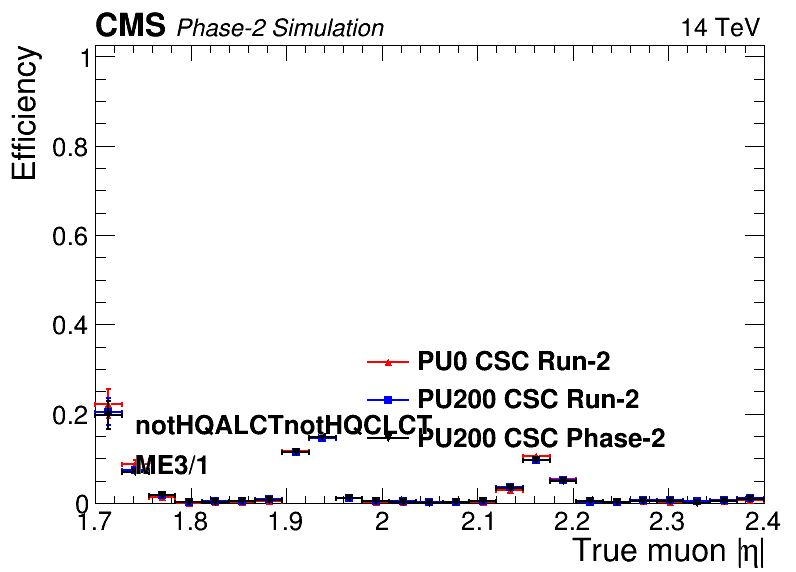 CMS Phase-2 Simulation 14 TeV
Efficiency
1
0.8
0.6
0.4
0.2
0
PU0 CSC Run-2
PU200 CSC Run-2
PU200 CSC Phase-2
notHQALCTnotHQCLCT
ME3/1
1.7 1.8 1.9 2 2.1 2.2 2.3 2.4
True muon |η|